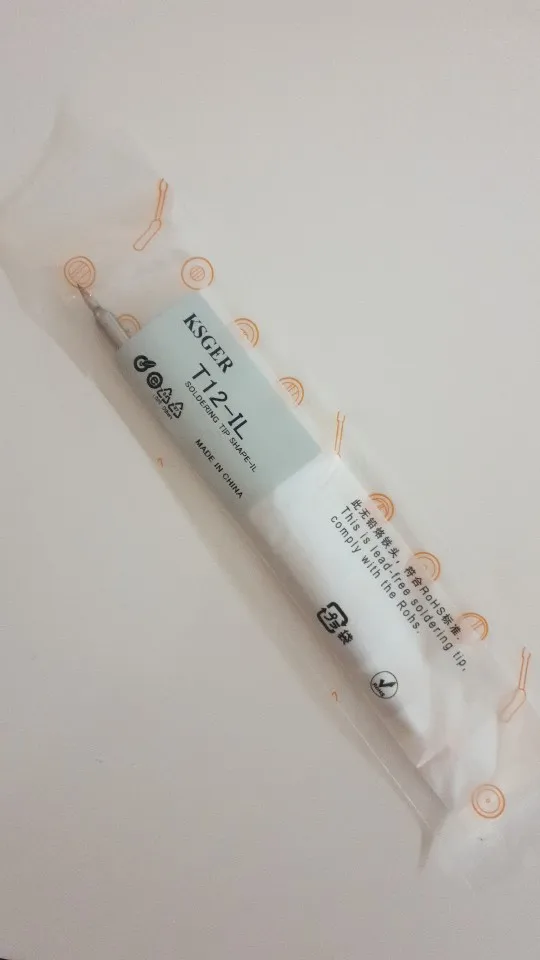 KSGER
T12-IL
SOLDERING TIP SHAPE-IL
MADE IN CHINA
此无铅烙铁头，符合RoHS标准.
This is lead-free soldering tip,
comply with the Rohs.
袋